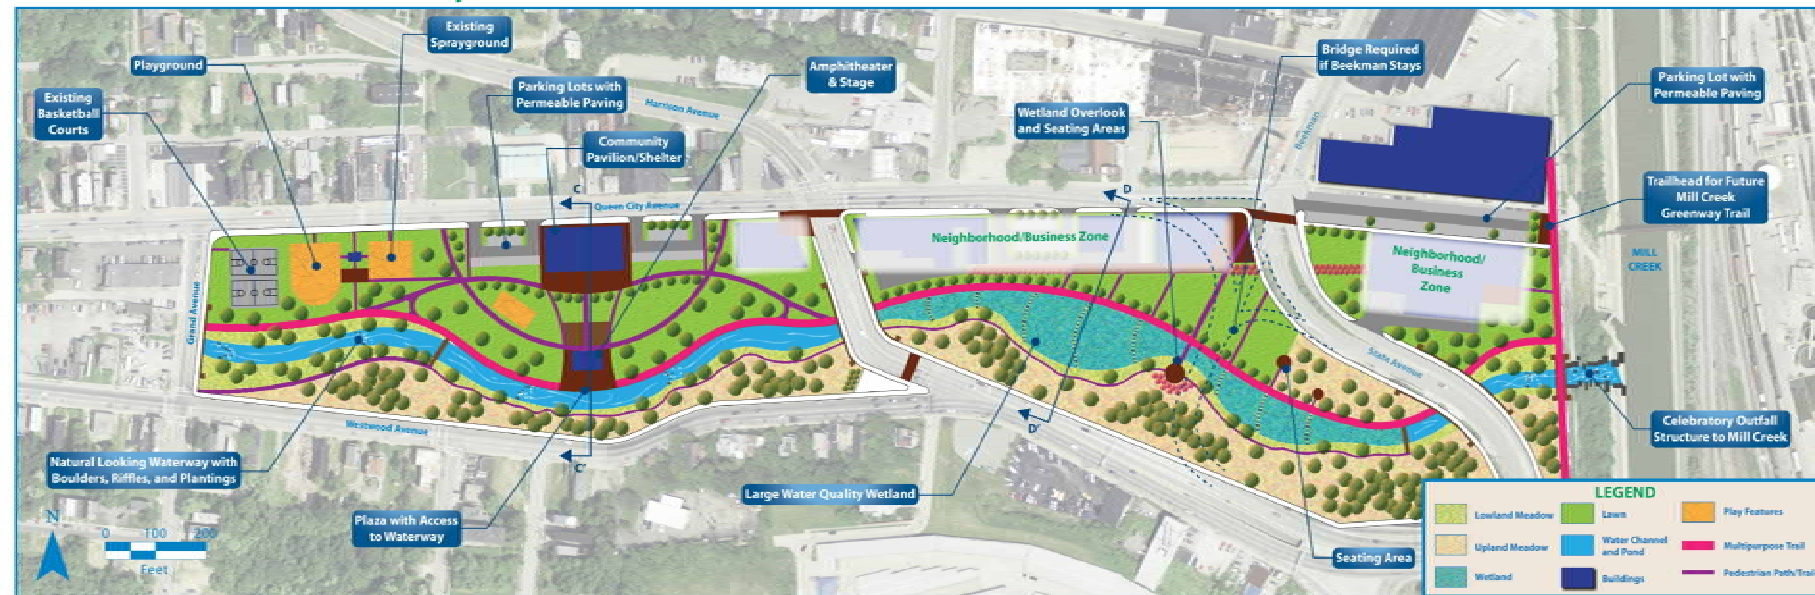 Existing
Sprayground
Playground
Existing
Basketball
Courts
Parking Lots with
Permeable Paving
Community
Pavilion/Shelter
Amphitheater
& Stage
Harrison Avenue
Wetland Overlook
and Seating Areas
Bridge Required
if Beekman Stays
Beekman
Parking Lot with
Permeable Paving
Trailhead for Future
Mill Creek
Greenway Trail
C
Queen City Avenue
D
Neighborhood/Business Zone
Neighborhood/
Business
Zone
MILL
CREEK
Grand Avenue
State Avenue
Westwood Avenue
C'
D'
Celebratory Outfall
Structure to Mill Creek
Natural Looking Waterway with
Boulders, Riffles, and Plantings
Large Water Quality Wetland
Plaza with Access
to Waterway
Seating Area
N
0 100 200
Feet
LEGEND
Lowland Meadow
Upland Meadow
Wetland
Lawn
Water Channel
and Pond
Buildings
Play Features
Multipurpose Trail
Pedestrian Path/Trail